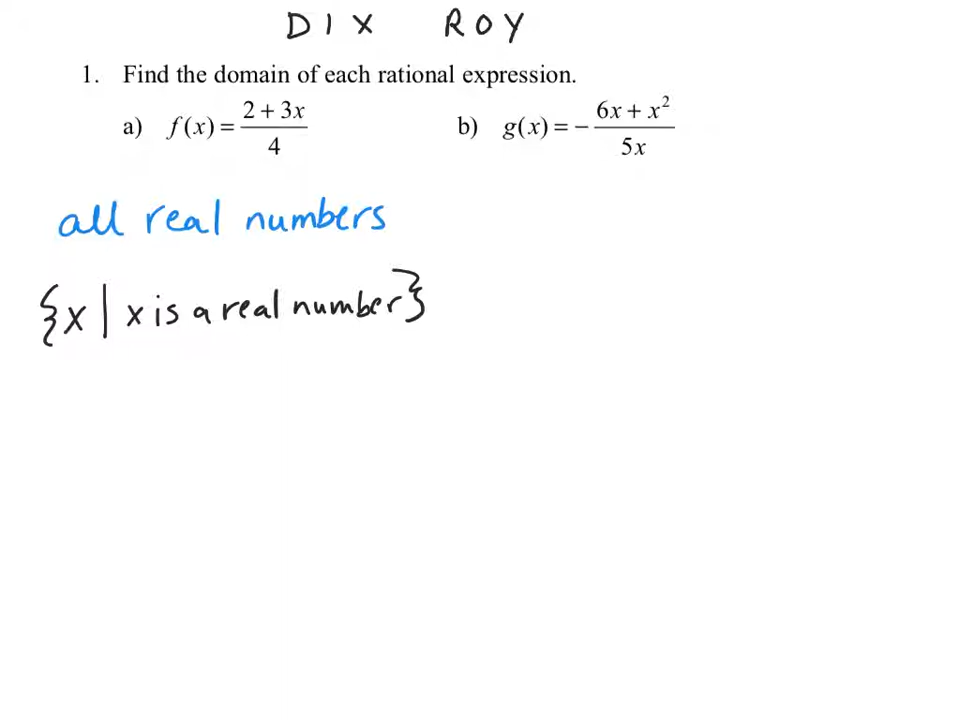 DIX ROY
1. Find the domain of each rational expression.
a) f(x) = (2 + 3x)/4 b) g(x) = −(6x + x²)/(5x)
all real numbers
{x | x is a real number}